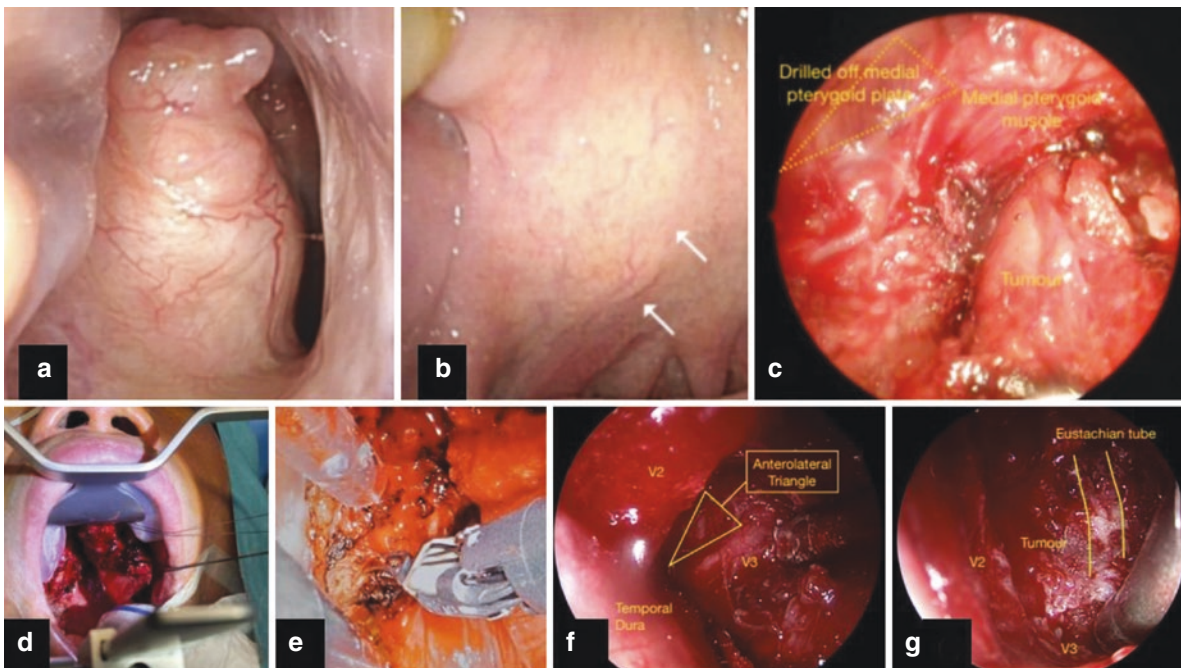 a
b
c
Drilled off medial
pterygoid plate
Medial pterygoid
muscle
Tumour
d
e
f
V2
Anterolateral
Triangle
V3
Temporal
Dura
g
Eustachian tube
Tumour
V2
V3